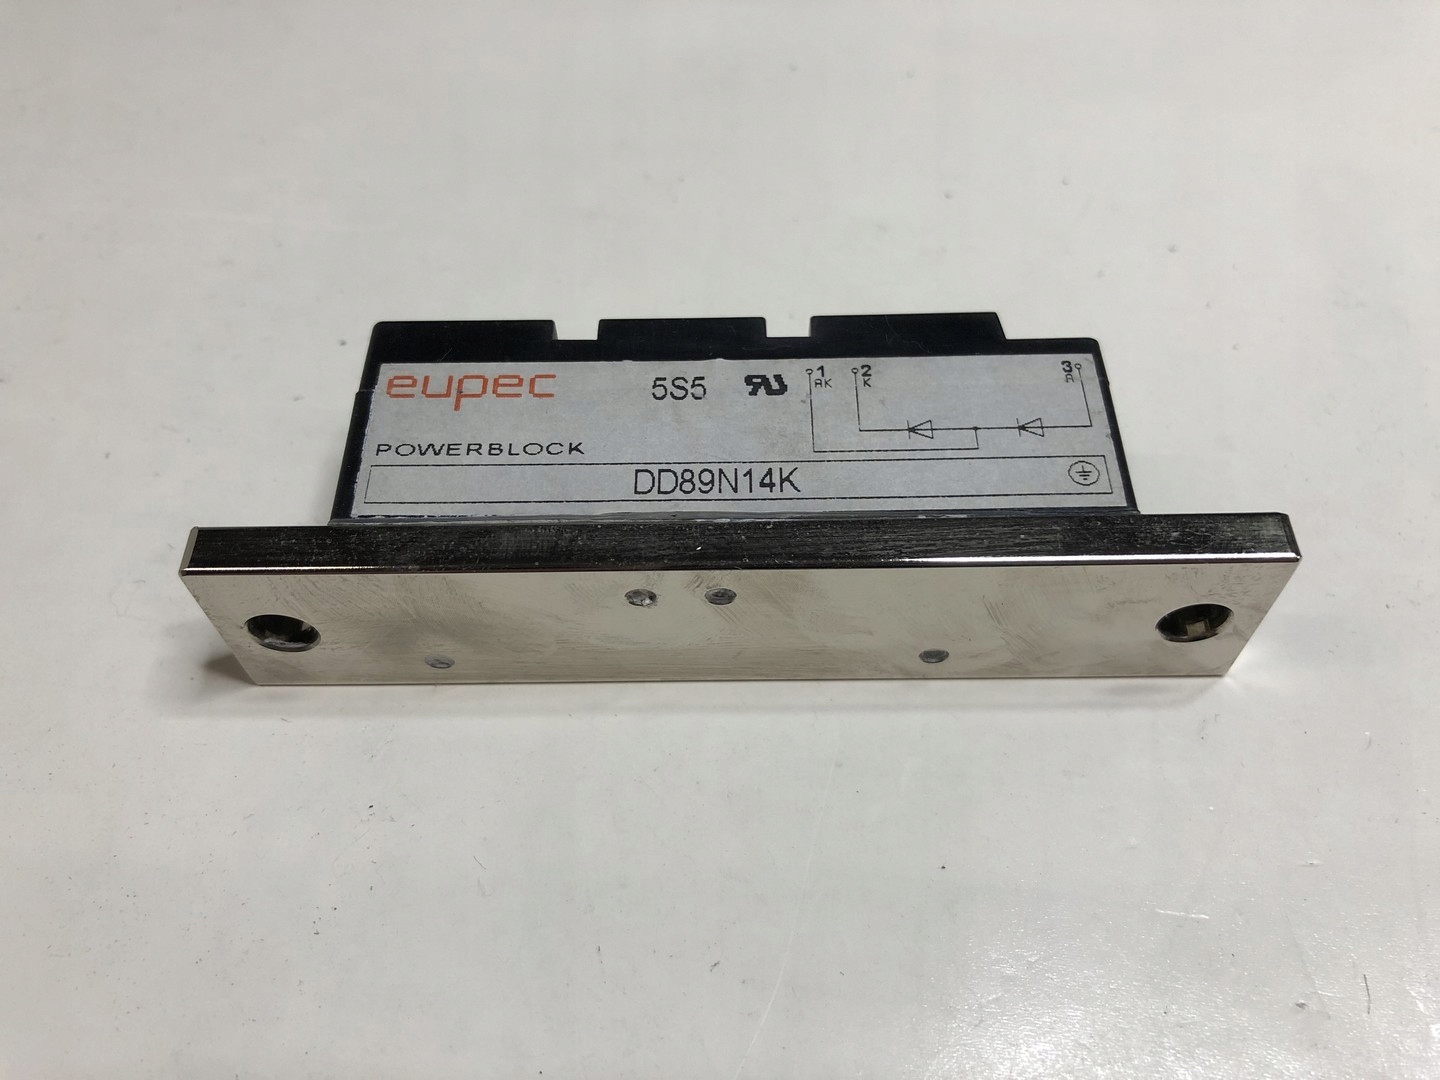 eupec 5S5 1 2 3
AK K A
POWERBLOCK
DD89N14K